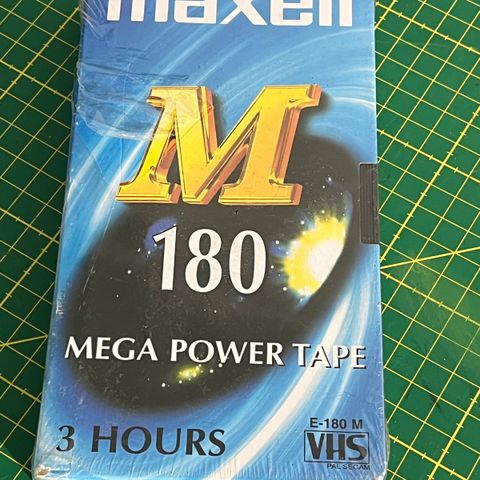 maxell
M
180
MEGA POWER TAPE
3 HOURS
E-180 M
VHS
PAL SECAM